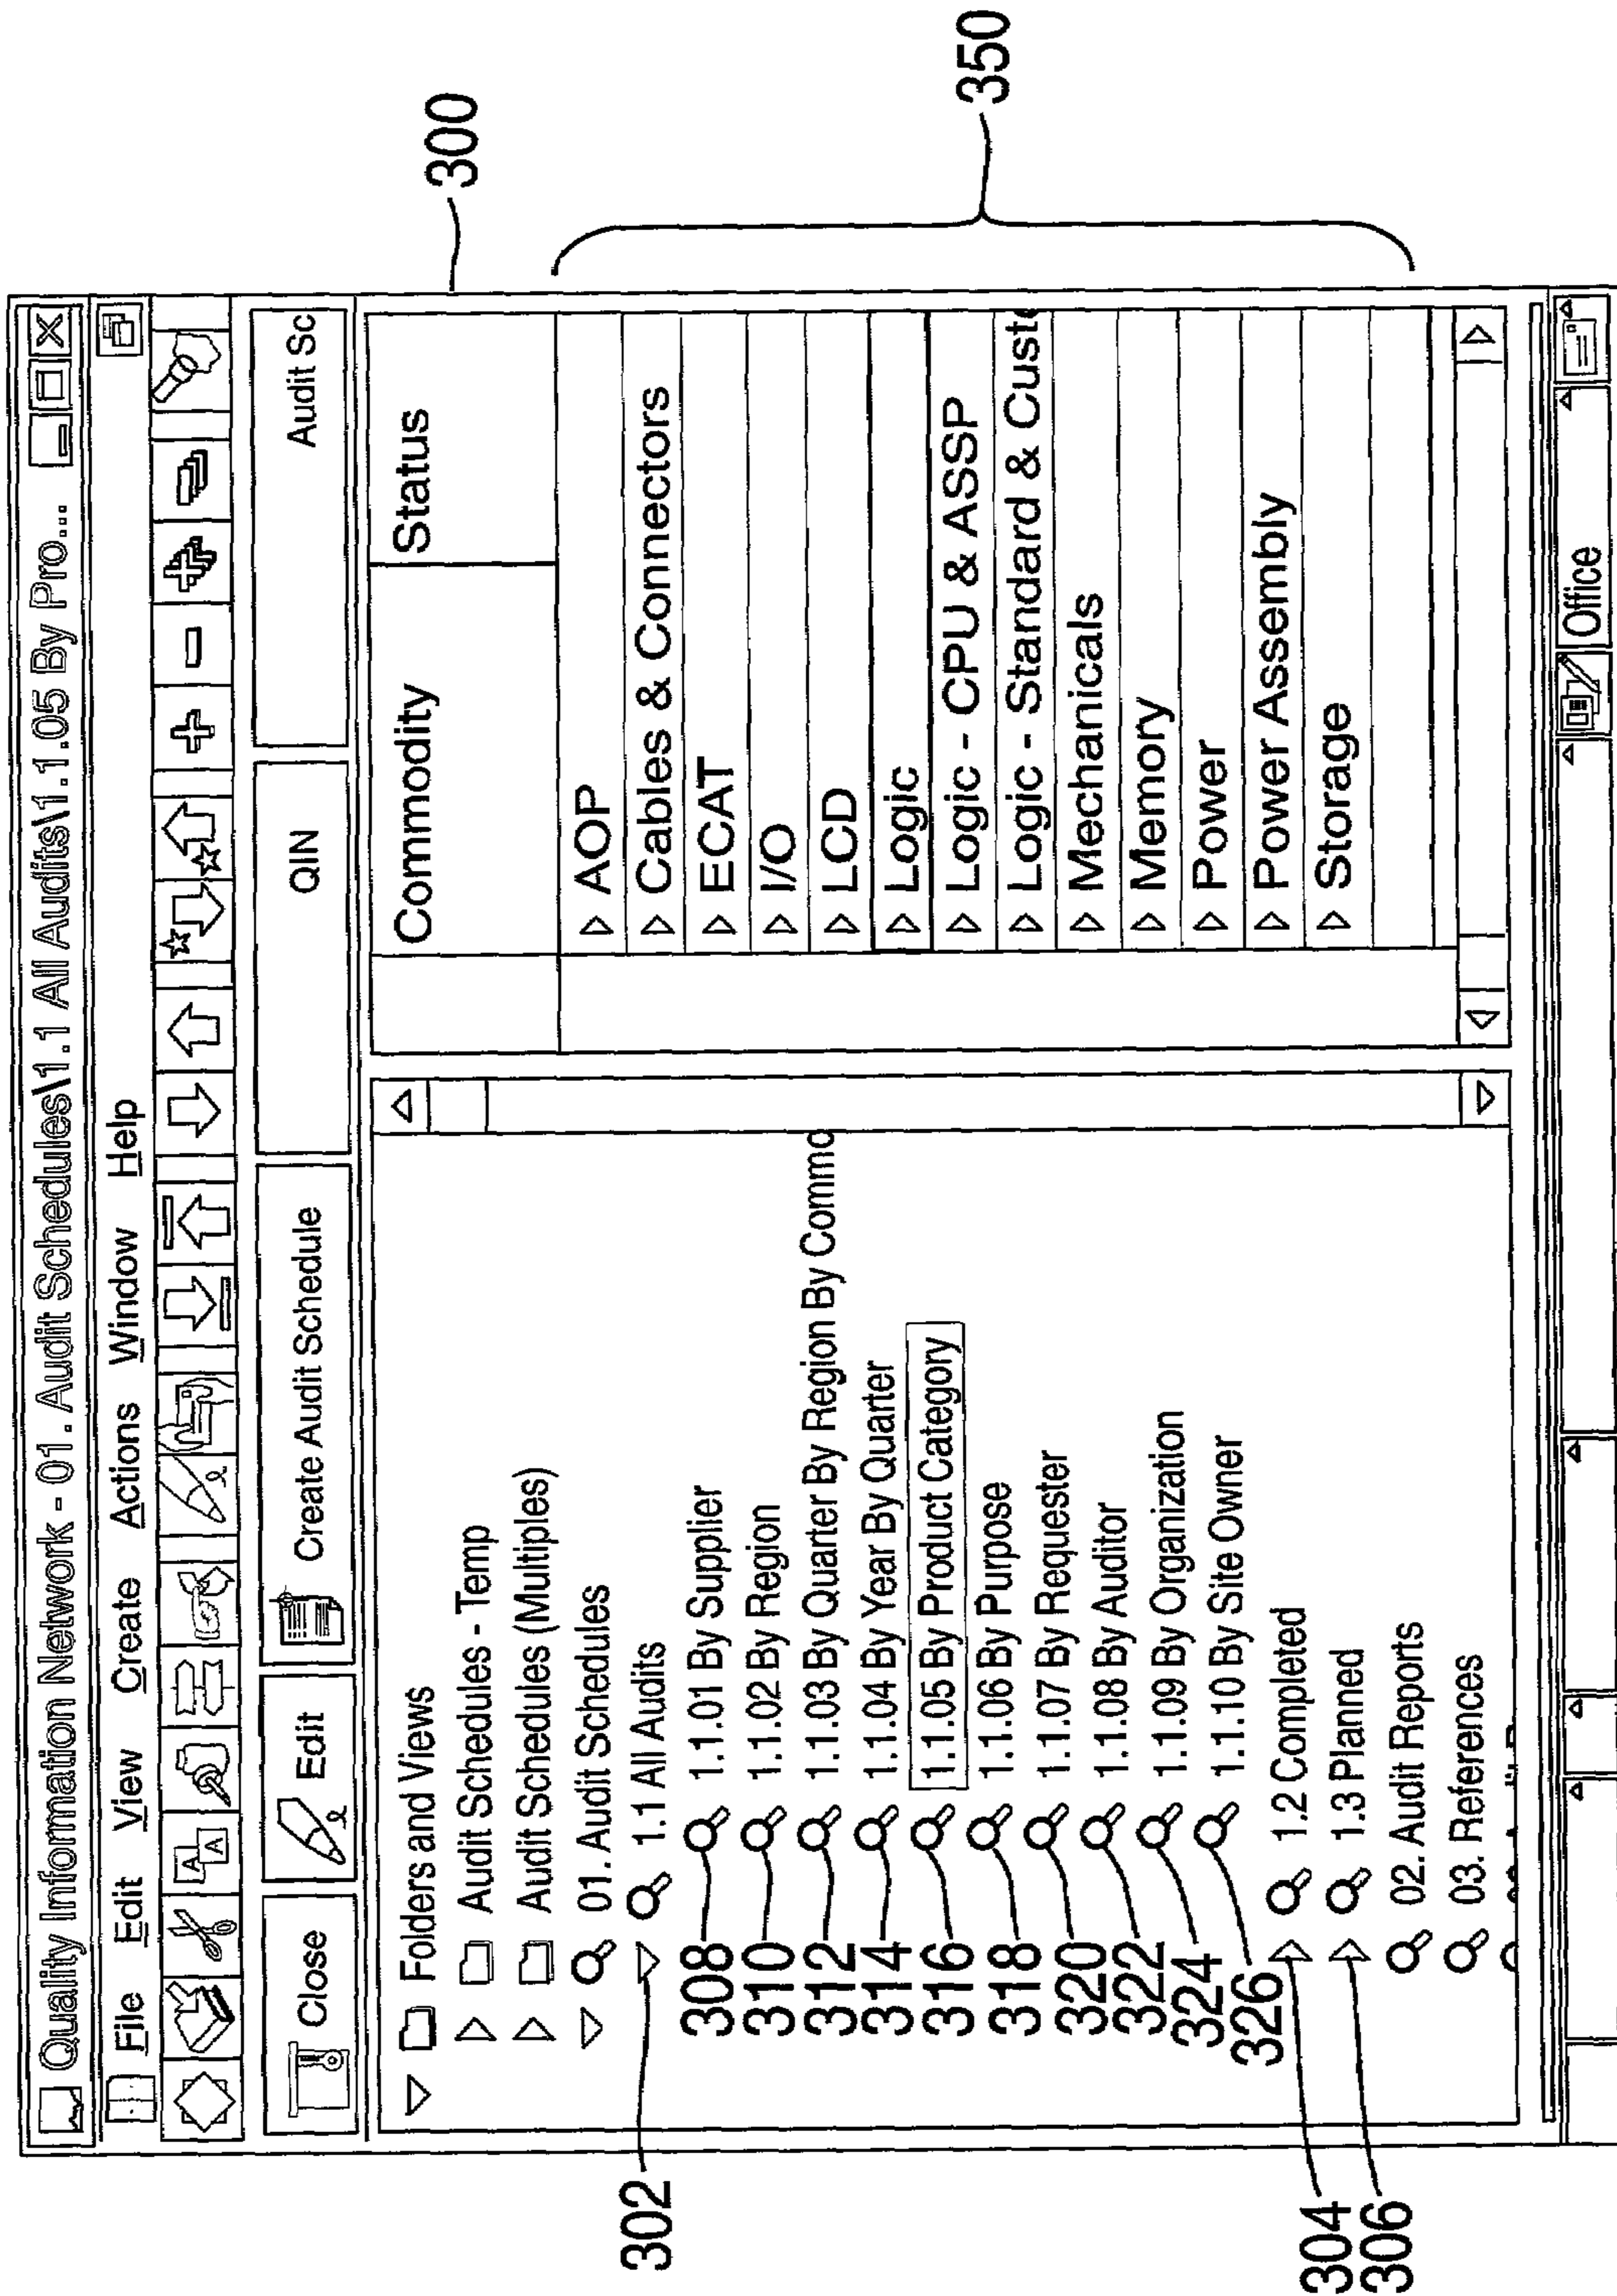 Quality Information Network - 01. Audit Schedules\1.1 All Audits\1.1.05 By Pro...
File Edit View Create Actions Window Help
Close Edit Create Audit Schedule QIN Audit Sc
Folders and Views
Audit Schedules - Temp
Audit Schedules (Multiples)
01. Audit Schedules
1.1 All Audits
1.1.01 By Supplier
1.1.02 By Region
1.1.03 By Quarter By Region By Commo
1.1.04 By Year By Quarter
1.1.05 By Product Category
1.1.06 By Purpose
1.1.07 By Requester
1.1.08 By Auditor
1.1.09 By Organization
1.1.10 By Site Owner
1.2 Completed
1.3 Planned
02. Audit Reports
03. References
302
308
310
312
314
316
318
320
322
324
326
304
306
Commodity Status
AOP
Cables & Connectors
ECAT
I/O
LCD
Logic
Logic - CPU & ASSP
Logic - Standard & Custo
Mechanicals
Memory
Power
Power Assembly
Storage
300
350
Office